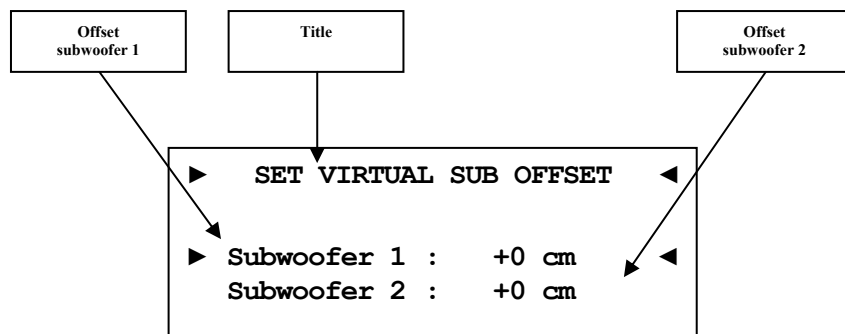 Offset
subwoofer 1
Title
Offset
subwoofer 2
► SET VIRTUAL SUB OFFSET ◄
► Subwoofer 1 : +0 cm ◄
Subwoofer 2 : +0 cm